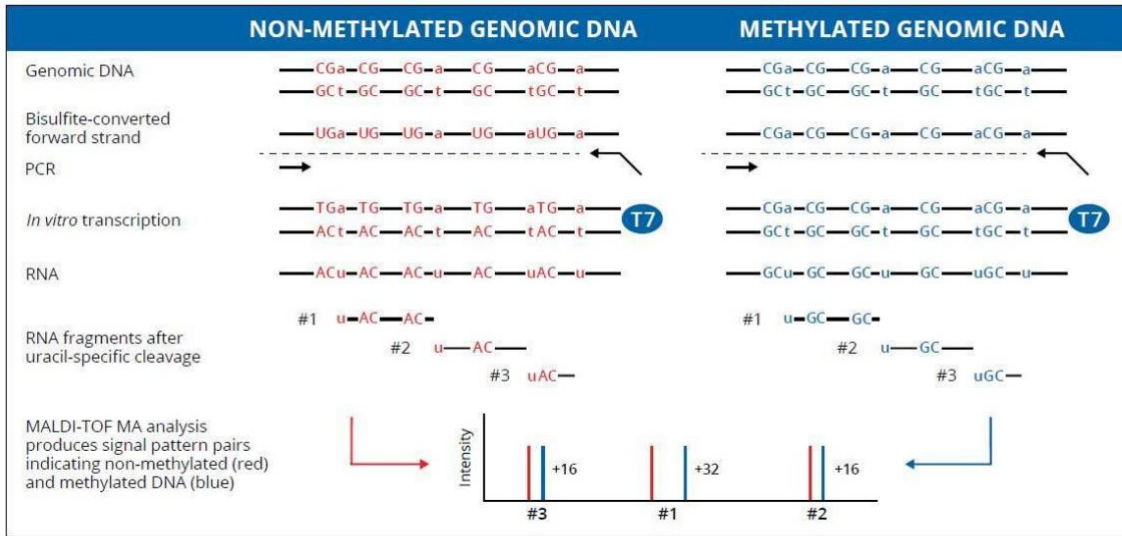 NON-METHYLATED GENOMIC DNA METHYLATED GENOMIC DNA
Genomic DNA CGa CG CG a CG aCG a CGa CG CG a CG aCG a
GCt GC GC t GC tGC t GCt GC GC t GC tGC t
Bisulfite-converted
forward strand UGa UG UG a UG aUG a CGa CG CG a CG aCG a
PCR
In vitro transcription TGa TG TG a TG aTG a T7 CGa CG CG a CG aCG a T7
ACt AC AC t AC tAC t GCt GC GC t GC tGC t
RNA ACu AC AC u AC uAC u GCu GC GC u GC uGC u
#1 u AC AC #1 u GC GC
RNA fragments after
uracil-specific cleavage #2 u AC #2 u GC
#3 uAC #3 uGC
MALDI-TOF MA analysis
produces signal pattern pairs
indicating non-methylated (red)
and methylated DNA (blue)
Intensity
+16 +32 +16
#3 #1 #2